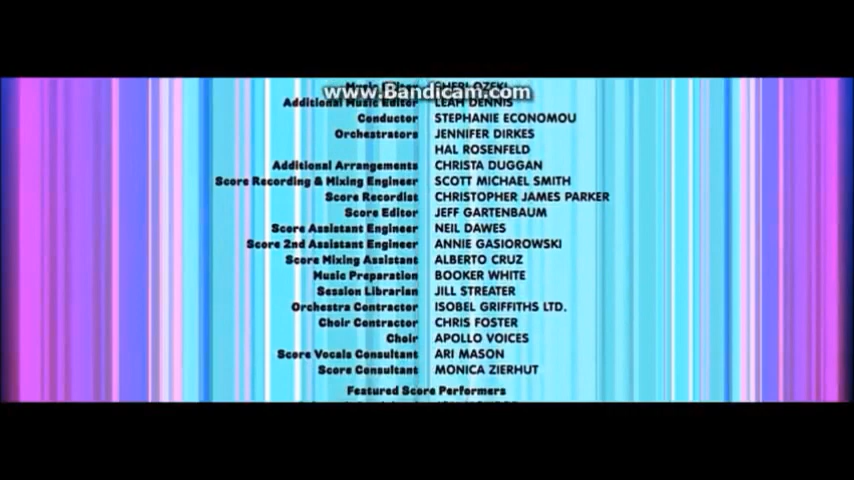 www.Bandicam.com
Additional Music Editor LEAH DENNIS
Conductor STEPHANIE ECONOMOU
Orchestrators JENNIFER DIRKES
HAL ROSENFELD
Additional Arrangements CHRISTA DUGGAN
Score Recording & Mixing Engineer SCOTT MICHAEL SMITH
Score Recordist CHRISTOPHER JAMES PARKER
Score Editor JEFF GARTENBAUM
Score Assistant Engineer NEIL DAWES
Score 2nd Assistant Engineer ANNIE GASIOROWSKI
Score Mixing Assistant ALBERTO CRUZ
Music Preparation BOOKER WHITE
Session Librarian JILL STREATER
Orchestra Contractor ISOBEL GRIFFITHS LTD.
Choir Contractor CHRIS FOSTER
Choir APOLLO VOICES
Score Vocals Consultant ARI MASON
Score Consultant MONICA ZIERHUT
Featured Score Performers